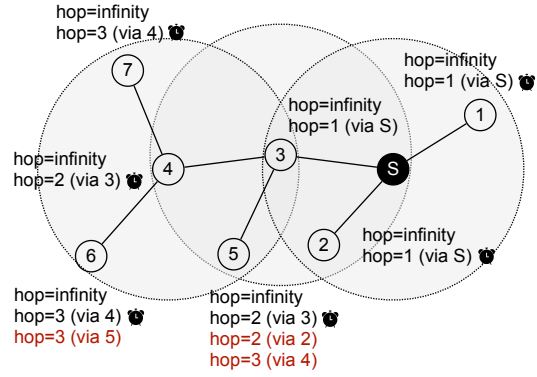 hop=infinity
hop=3 (via 4)
7
hop=infinity
hop=1 (via S)
1
hop=infinity
hop=1 (via S)
3
hop=infinity
hop=2 (via 3)
4
S
2
hop=infinity
hop=1 (via S)
5
6
hop=infinity
hop=3 (via 4)
hop=3 (via 5)
hop=infinity
hop=2 (via 3)
hop=2 (via 2)
hop=3 (via 4)